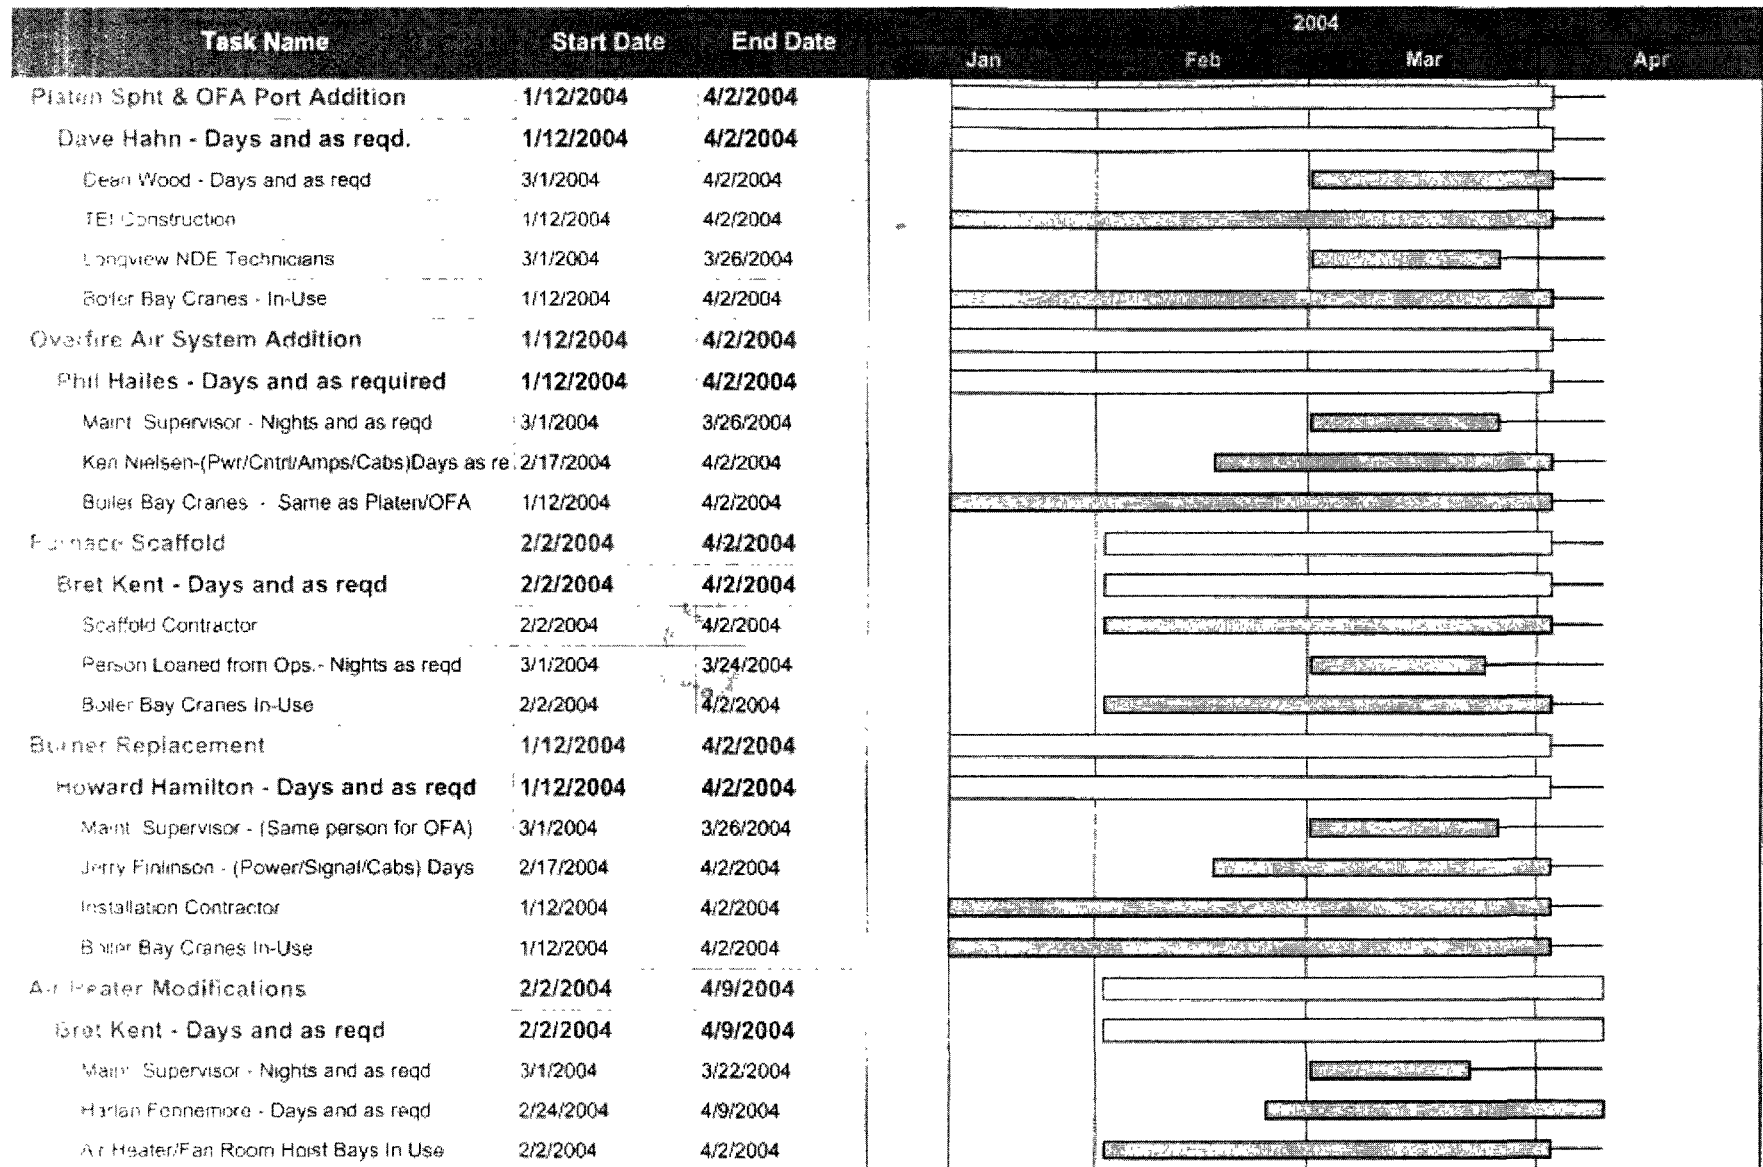 Task Name Start Date End Date 2004
Jan Feb Mar Apr
Platen Split & OFA Port Addition 1/12/2004 4/2/2004
Dave Hahn - Days and as reqd. 1/12/2004 4/2/2004
Dean Wood - Days and as reqd 3/1/2004 4/2/2004
TEI Construction 1/12/2004 4/2/2004
Longview NDE Technicians 3/1/2004 3/26/2004
Boiler Bay Cranes - In-Use 1/12/2004 4/2/2004
Overfire Air System Addition 1/12/2004 4/2/2004
Phil Hailes - Days and as required 1/12/2004 4/2/2004
Maint. Supervisor - Nights and as reqd 3/1/2004 3/26/2004
Ken Nielsen-(Pwr/Cntrl/Amps/Cabs)Days as re 2/17/2004 4/2/2004
Boiler Bay Cranes - Same as Platen/OFA 1/12/2004 4/2/2004
Furnace Scaffold 2/2/2004 4/2/2004
Bret Kent - Days and as reqd 2/2/2004 4/2/2004
Scaffold Contractor 2/2/2004 4/2/2004
Person Loaned from Ops.- Nights as reqd 3/1/2004 3/24/2004
Boiler Bay Cranes In-Use 2/2/2004 4/2/2004
Burner Replacement 1/12/2004 4/2/2004
Howard Hamilton - Days and as reqd 1/12/2004 4/2/2004
Maint. Supervisor - (Same person for OFA) 3/1/2004 3/26/2004
Jerry Finlinson - (Power/Signal/Cabs) Days 2/17/2004 4/2/2004
Installation Contractor 1/12/2004 4/2/2004
Boiler Bay Cranes In-Use 1/12/2004 4/2/2004
Air Heater Modifications 2/2/2004 4/9/2004
Bret Kent - Days and as reqd 2/2/2004 4/9/2004
Maint. Supervisor - Nights and as reqd 3/1/2004 3/22/2004
Harlan Fennemore - Days and as reqd 2/24/2004 4/9/2004
Air Heater/Fan Room Hoist Bays In Use 2/2/2004 4/2/2004